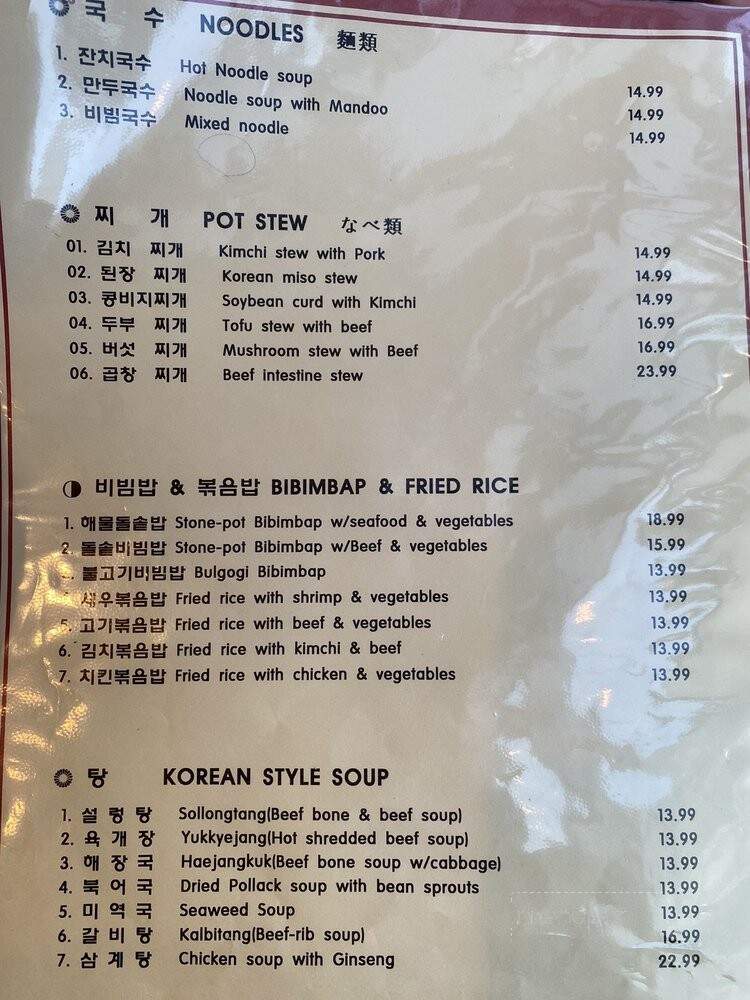 국 수 NOODLES 麵類
1. 잔치국수 Hot Noodle soup 14.99
2. 만두국수 Noodle soup with Mandoo 14.99
3. 비빔국수 Mixed noodle 14.99
찌 개 POT STEW なべ類
01. 김치 찌개 Kimchi stew with Pork 14.99
02. 된장 찌개 Korean miso stew 14.99
03. 콩비지찌개 Soybean curd with Kimchi 14.99
04. 두부 찌개 Tofu stew with beef 16.99
05. 버섯 찌개 Mushroom stew with Beef 16.99
06. 곱창 찌개 Beef intestine stew 23.99
비빔밥 & 볶음밥 BIBIMBAP & FRIED RICE
1. 해물돌솥밥 Stone-pot Bibimbap w/seafood & vegetables 18.99
2. 돌솥비빔밥 Stone-pot Bibimbap w/Beef & vegetables 15.99
불고기비빔밥 Bulgogi Bibimbap 13.99
새우볶음밥 Fried rice with shrimp & vegetables 13.99
5. 고기볶음밥 Fried rice with beef & vegetables 13.99
6. 김치볶음밥 Fried rice with kimchi & beef 13.99
7. 치킨볶음밥 Fried rice with chicken & vegetables 13.99
탕 KOREAN STYLE SOUP
1. 설 렁 탕 Sollongtang(Beef bone & beef soup) 13.99
2. 육 개 장 Yukkyejang(Hot shredded beef soup) 13.99
3. 해 장 국 Haejangkuk(Beef bone soup w/cabbage) 13.99
4. 북 어 국 Dried Pollack soup with bean sprouts 13.99
5. 미 역 국 Seaweed Soup 13.99
6. 갈 비 탕 Kalbitang(Beef-rib soup) 16.99
7. 삼 계 탕 Chicken soup with Ginseng 22.99